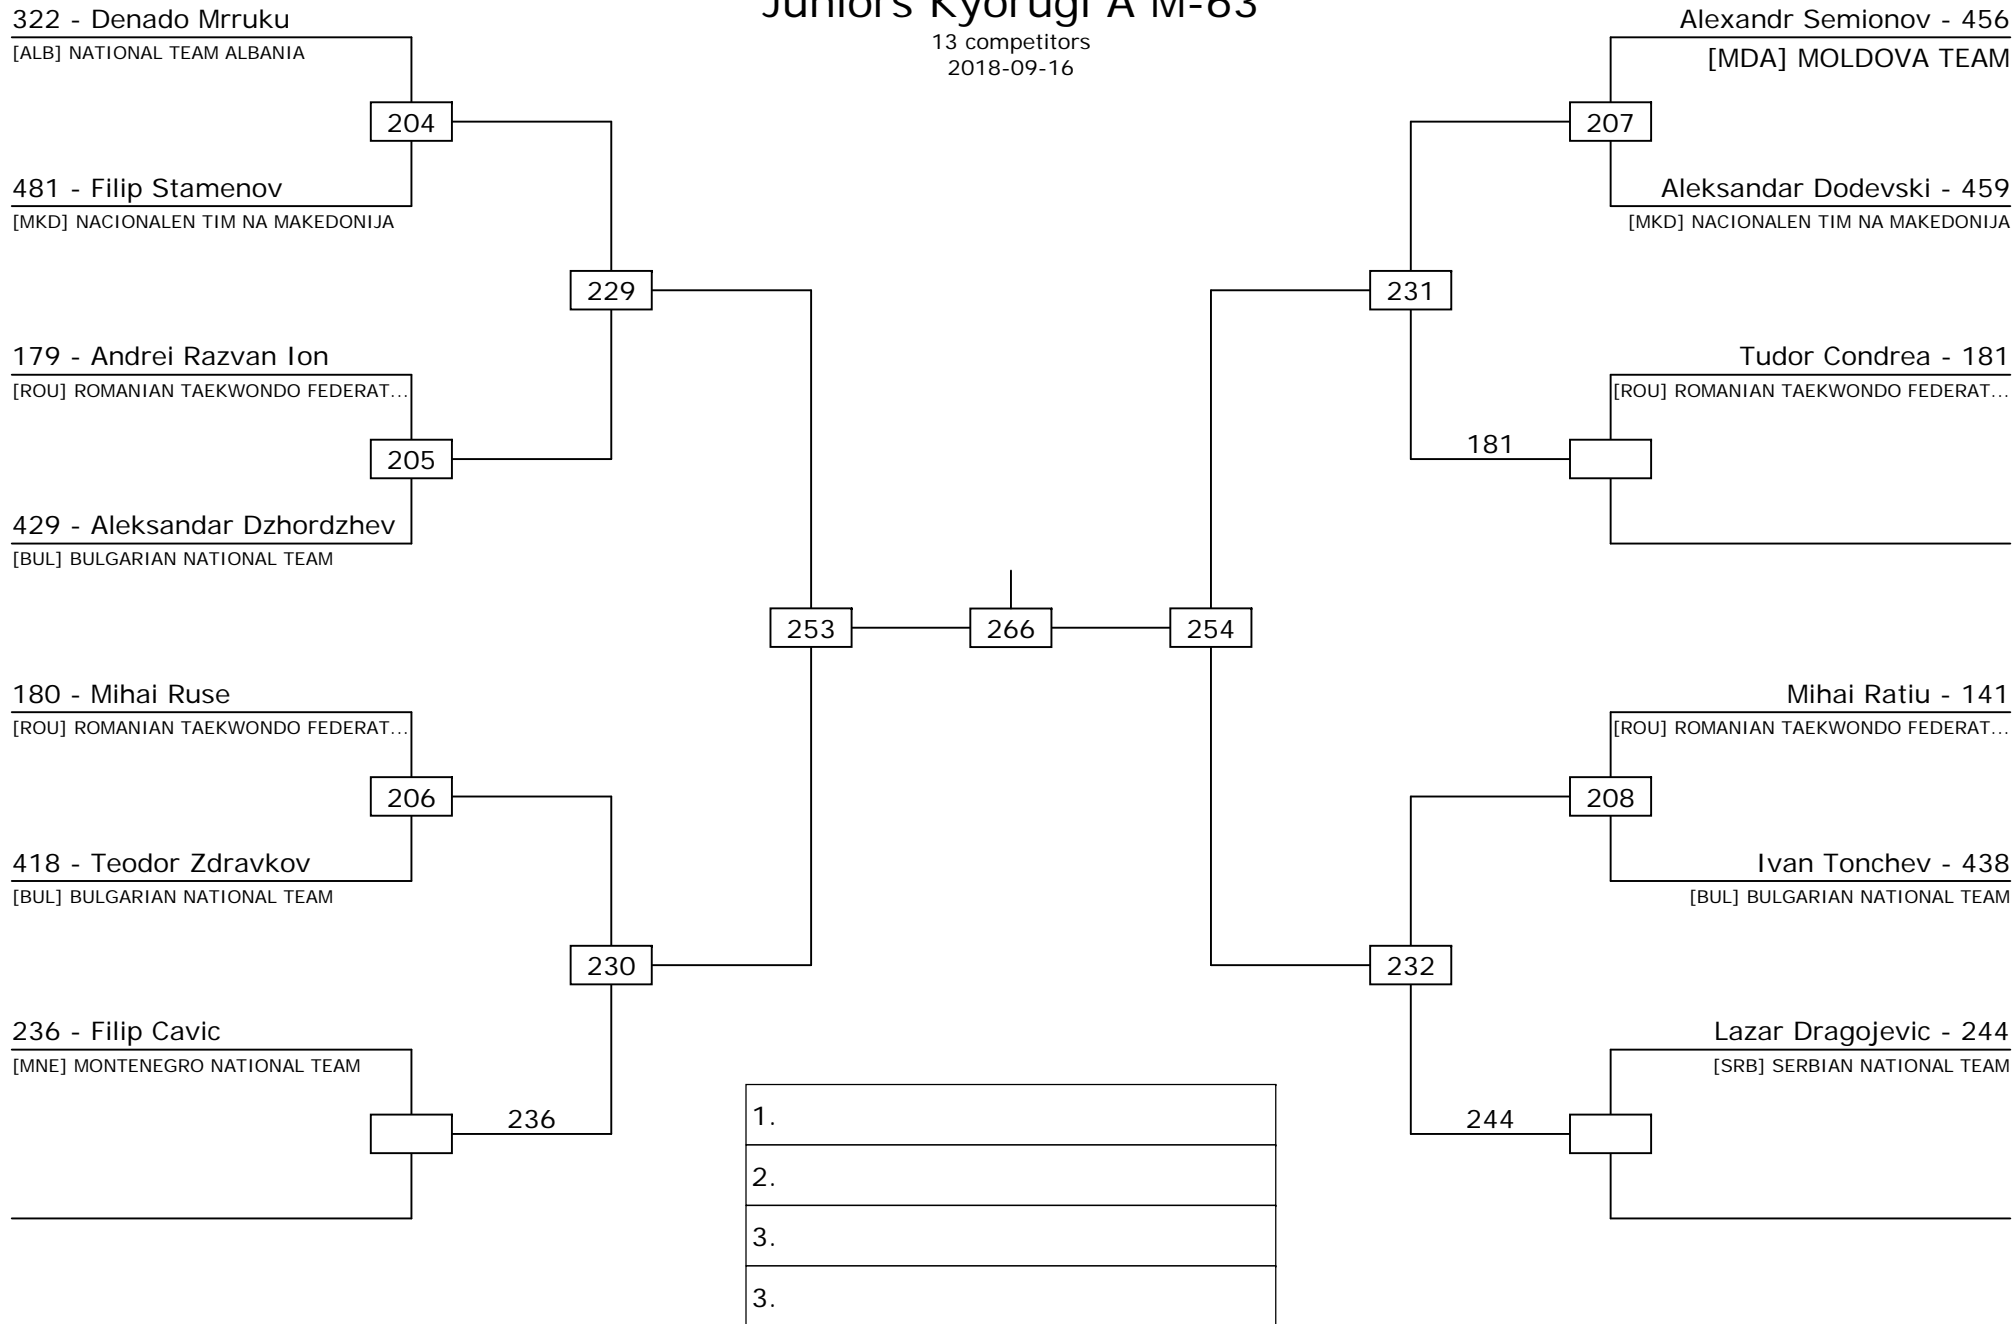 Juniors Kyorugi A M-63
13 competitors
2018-09-16
322 - Denado Mrruku
[ALB] NATIONAL TEAM ALBANIA
204
481 - Filip Stamenov
[MKD] NACIONALEN TIM NA MAKEDONIJA
229
179 - Andrei Razvan Ion
[ROU] ROMANIAN TAEKWONDO FEDERAT...
205
429 - Aleksandar Dzhordzhev
[BUL] BULGARIAN NATIONAL TEAM
253
180 - Mihai Ruse
[ROU] ROMANIAN TAEKWONDO FEDERAT...
206
418 - Teodor Zdravkov
[BUL] BULGARIAN NATIONAL TEAM
230
236 - Filip Cavic
[MNE] MONTENEGRO NATIONAL TEAM
236
266
Alexandr Semionov - 456
[MDA] MOLDOVA TEAM
207
Aleksandar Dodevski - 459
[MKD] NACIONALEN TIM NA MAKEDONIJA
231
Tudor Condrea - 181
[ROU] ROMANIAN TAEKWONDO FEDERAT...
181
254
Mihai Ratiu - 141
[ROU] ROMANIAN TAEKWONDO FEDERAT...
208
Ivan Tonchev - 438
[BUL] BULGARIAN NATIONAL TEAM
232
Lazar Dragojevic - 244
[SRB] SERBIAN NATIONAL TEAM
244
1.
2.
3.
3.